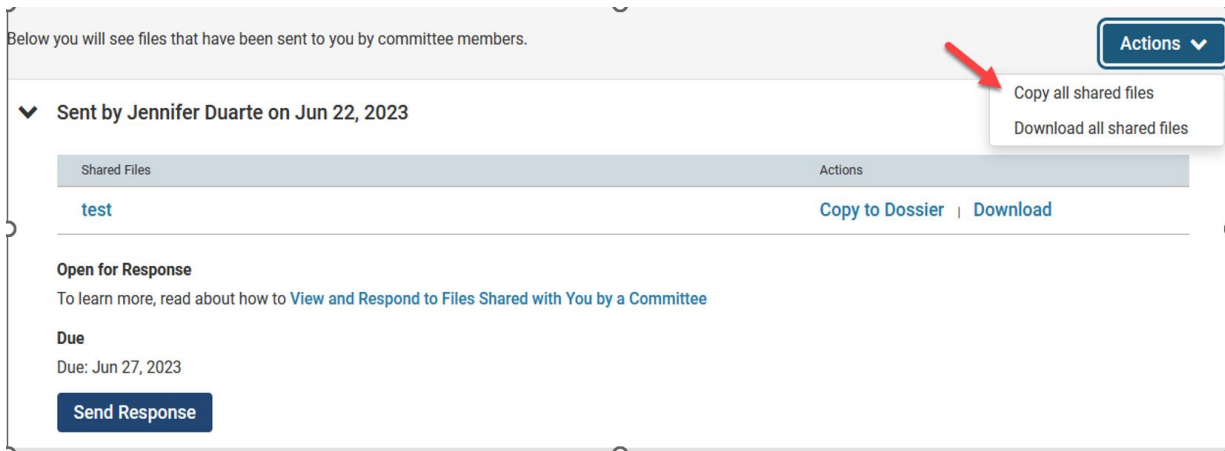 Below you will see files that have been sent to you by committee members.
Actions
Copy all shared files
Download all shared files
Sent by Jennifer Duarte on Jun 22, 2023
Shared Files Actions
test Copy to Dossier | Download
Open for Response
To learn more, read about how to View and Respond to Files Shared with You by a Committee
Due
Due: Jun 27, 2023
Send Response